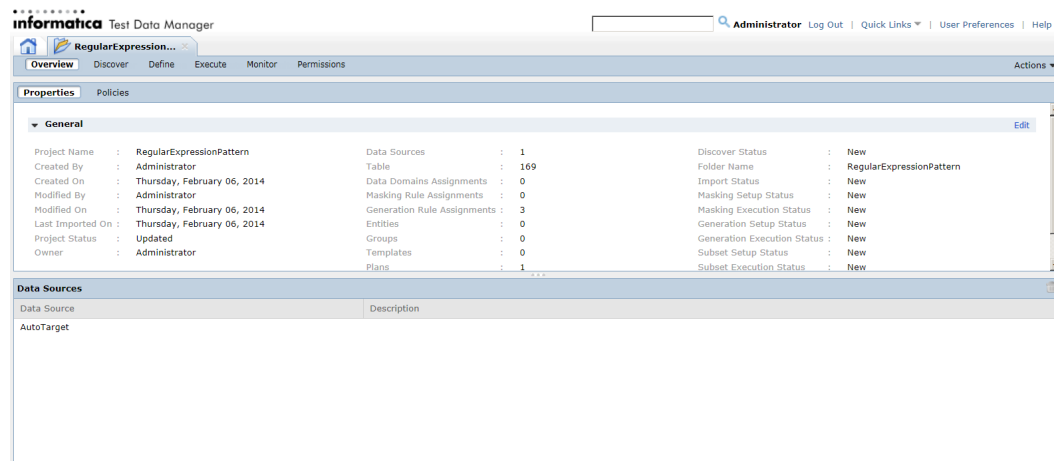 informatica Test Data Manager
Administrator Log Out | Quick Links | User Preferences | Help
RegularExpression...
Overview Discover Define Execute Monitor Permissions Actions
Properties Policies
General Edit
Project Name : RegularExpressionPattern Data Sources : 1 Discover Status : New
Created By : Administrator Table : 169 Folder Name : RegularExpressionPattern
Created On : Thursday, February 06, 2014 Data Domains Assignments : 0 Import Status : New
Modified By : Administrator Masking Rule Assignments : 0 Masking Setup Status : New
Modified On : Thursday, February 06, 2014 Generation Rule Assignments : 3 Masking Execution Status : New
Last Imported On : Thursday, February 06, 2014 Entities : 0 Generation Setup Status : New
Project Status : Updated Groups : 0 Generation Execution Status : New
Owner : Administrator Templates : 0 Subset Setup Status : New
Plans : 1 Subset Execution Status : New
Data Sources
Data Source Description
AutoTarget